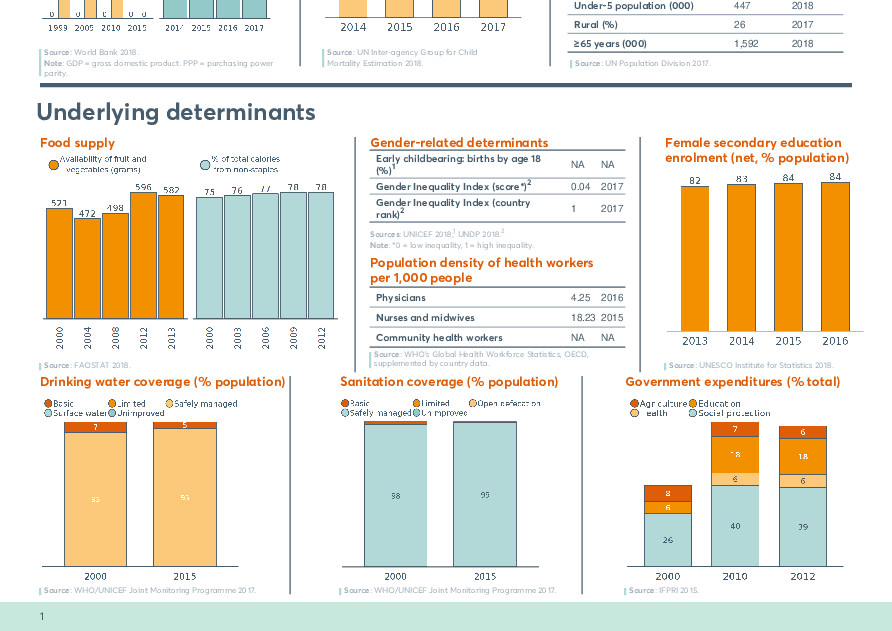 0
0
0
0
0
1999
2005
2010
2015
2014
2015
2016
2017
Source: World Bank 2018.
Note: GDP = gross domestic product. PPP = purchasing power
parity.
2014
2015
2016
2017
Source: UN Inter-agency Group for Child
Mortality Estimation 2018.
Under-5 population (000) 447 2018
Rural (%) 26 2017
≥65 years (000) 1,592 2018
Source: UN Population Division 2017.
Underlying determinants
Food supply
Availability of fruit and
vegetables (grams)
% of total calories
from non-staples
521
472
498
596
582
2000
2004
2008
2012
2013
75
76
77
78
78
2000
2003
2006
2009
2012
Source: FAOSTAT 2018.
Gender-related determinants
Early childbearing: births by age 18
(%)¹ NA NA
Gender Inequality Index (score*)² 0.04 2017
Gender Inequality Index (country
rank)² 1 2017
Sources: UNICEF 2018,¹ UNDP 2018.²
Note: *0 = low inequality, 1 = high inequality.
Population density of health workers
per 1,000 people
Physicians 4.25 2016
Nurses and midwives 18.23 2015
Community health workers NA NA
Source: WHO's Global Health Workforce Statistics, OECD,
supplemented by country data.
Female secondary education
enrolment (net, % population)
82
83
84
84
2013
2014
2015
2016
Source: UNESCO Institute for Statistics 2018.
Drinking water coverage (% population)
Basic
Limited
Safely managed
Surface water
Unimproved
7
5
95
2000
2015
Source: WHO/UNICEF Joint Monitoring Programme 2017.
Sanitation coverage (% population)
Basic
Limited
Open defecation
Safely managed
Unimproved
98
99
2000
2015
Source: WHO/UNICEF Joint Monitoring Programme 2017.
Government expenditures (% total)
Agriculture
Education
Health
Social protection
8
6
26
7
18
6
40
6
18
6
39
2000
2010
2012
Source: IFPRI 2015.
1